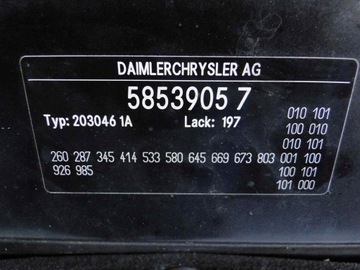 DAIMLERCHRYSLER AG
5853905 7
Typ: 203046 1A Lack: 197
010 101
100 010
010 101
260 287 345 414 533 580 645 669 673 803 001 100
926 985 100 101
101 000